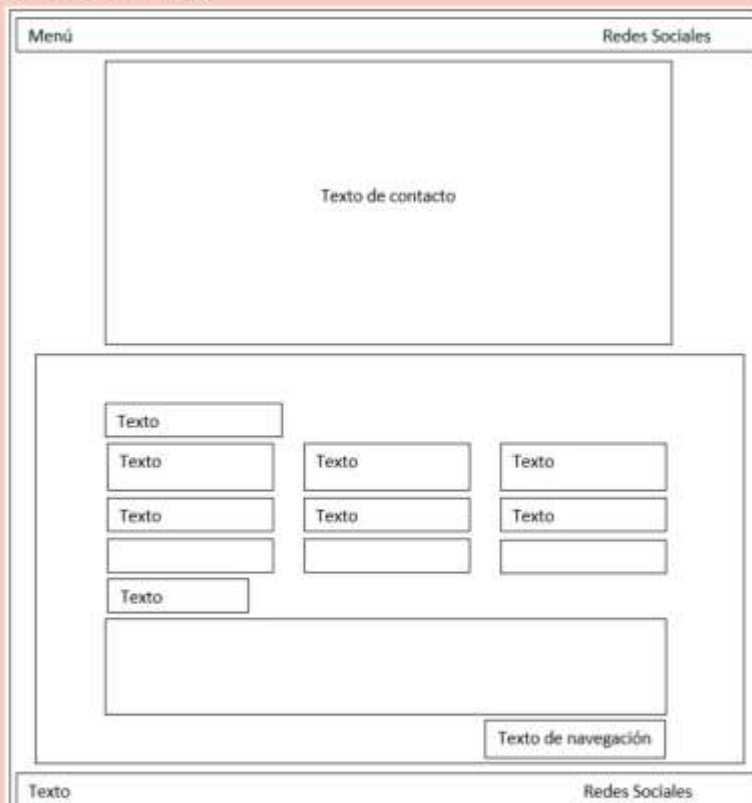 Menú Redes Sociales
Texto de contacto
Texto
Texto Texto Texto
Texto Texto Texto
Texto
Texto de navegación
Texto Redes Sociales